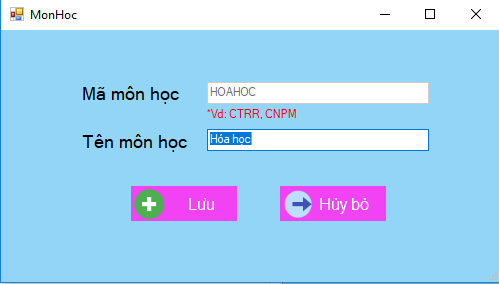 MonHoc
Mã môn học
HOAHOC
*Vd: CTRR, CNPM
Tên môn học
Hóa học
Lưu
Hủy bỏ